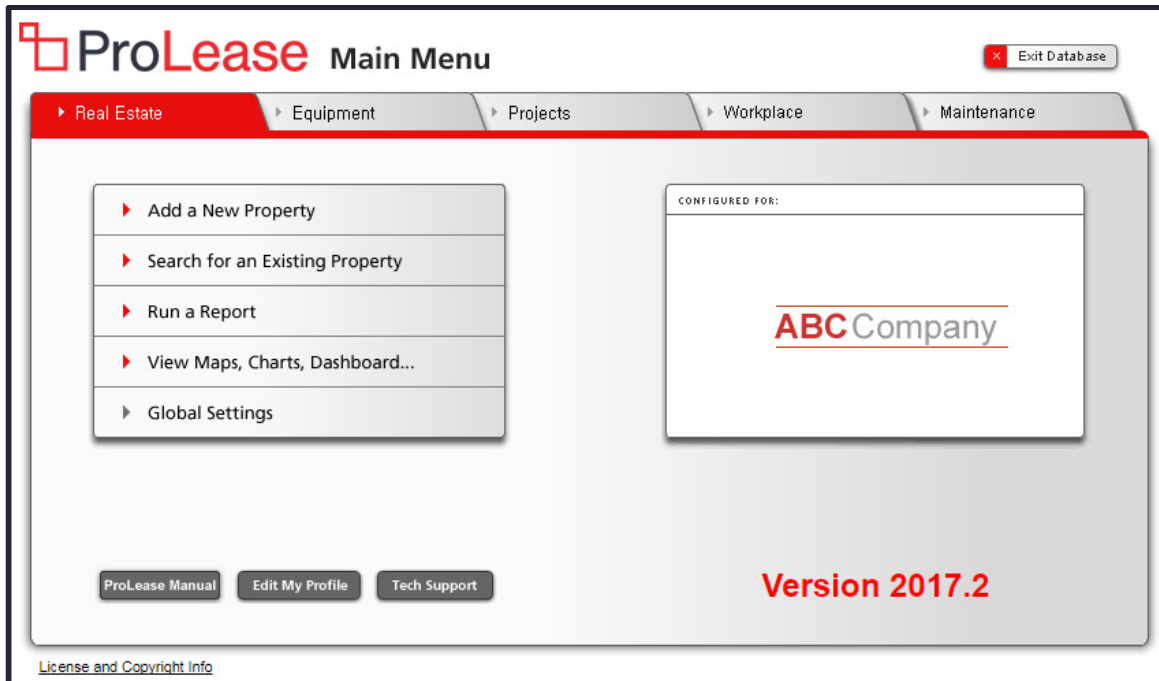 ProLease Main Menu
Exit Database
Real Estate
Equipment
Projects
Workplace
Maintenance
Add a New Property
Search for an Existing Property
Run a Report
View Maps, Charts, Dashboard...
Global Settings
CONFIGURED FOR:
ABC Company
ProLease Manual
Edit My Profile
Tech Support
Version 2017.2
License and Copyright Info